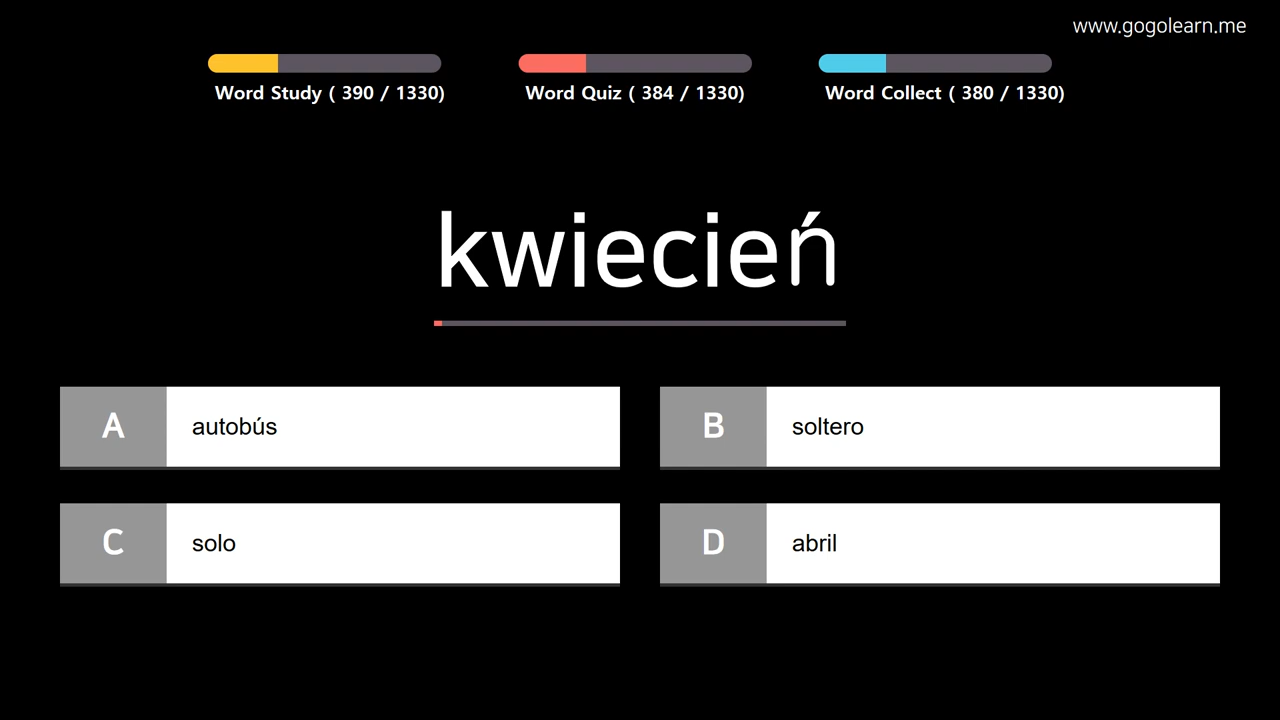 www.gogolearn.me
Word Study ( 390 / 1330)
Word Quiz ( 384 / 1330)
Word Collect ( 380 / 1330)
kwiecień
A autobús
B soltero
C solo
D abril